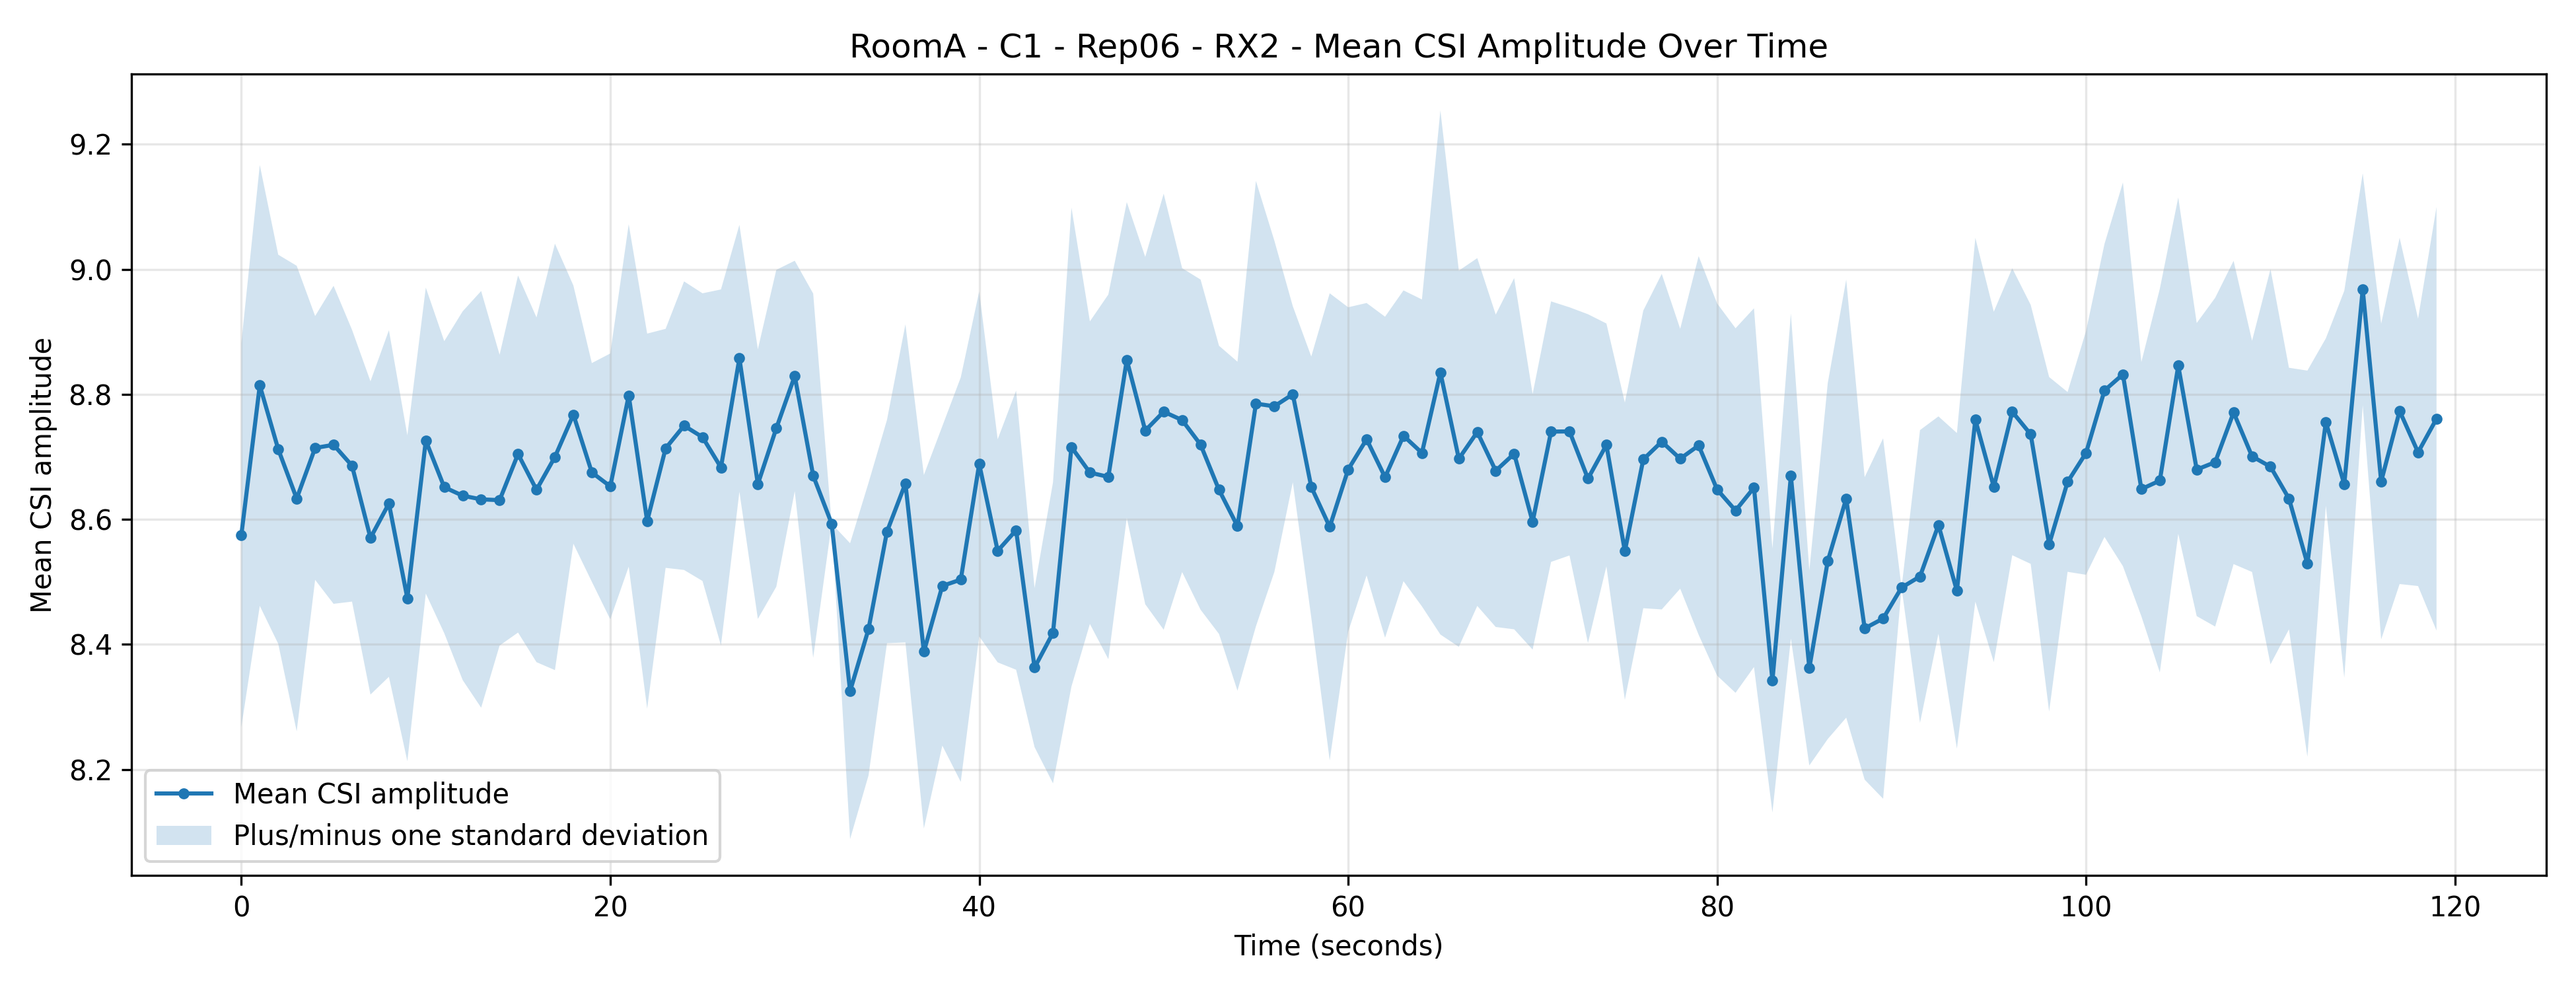 RoomA - C1 - Rep06 - RX2 - Mean CSI Amplitude Over Time
Mean CSI amplitude
9.2
9.0
8.8
8.6
8.4
8.2
Mean CSI amplitude
Plus/minus one standard deviation
0 20 40 60 80 100 120
Time (seconds)